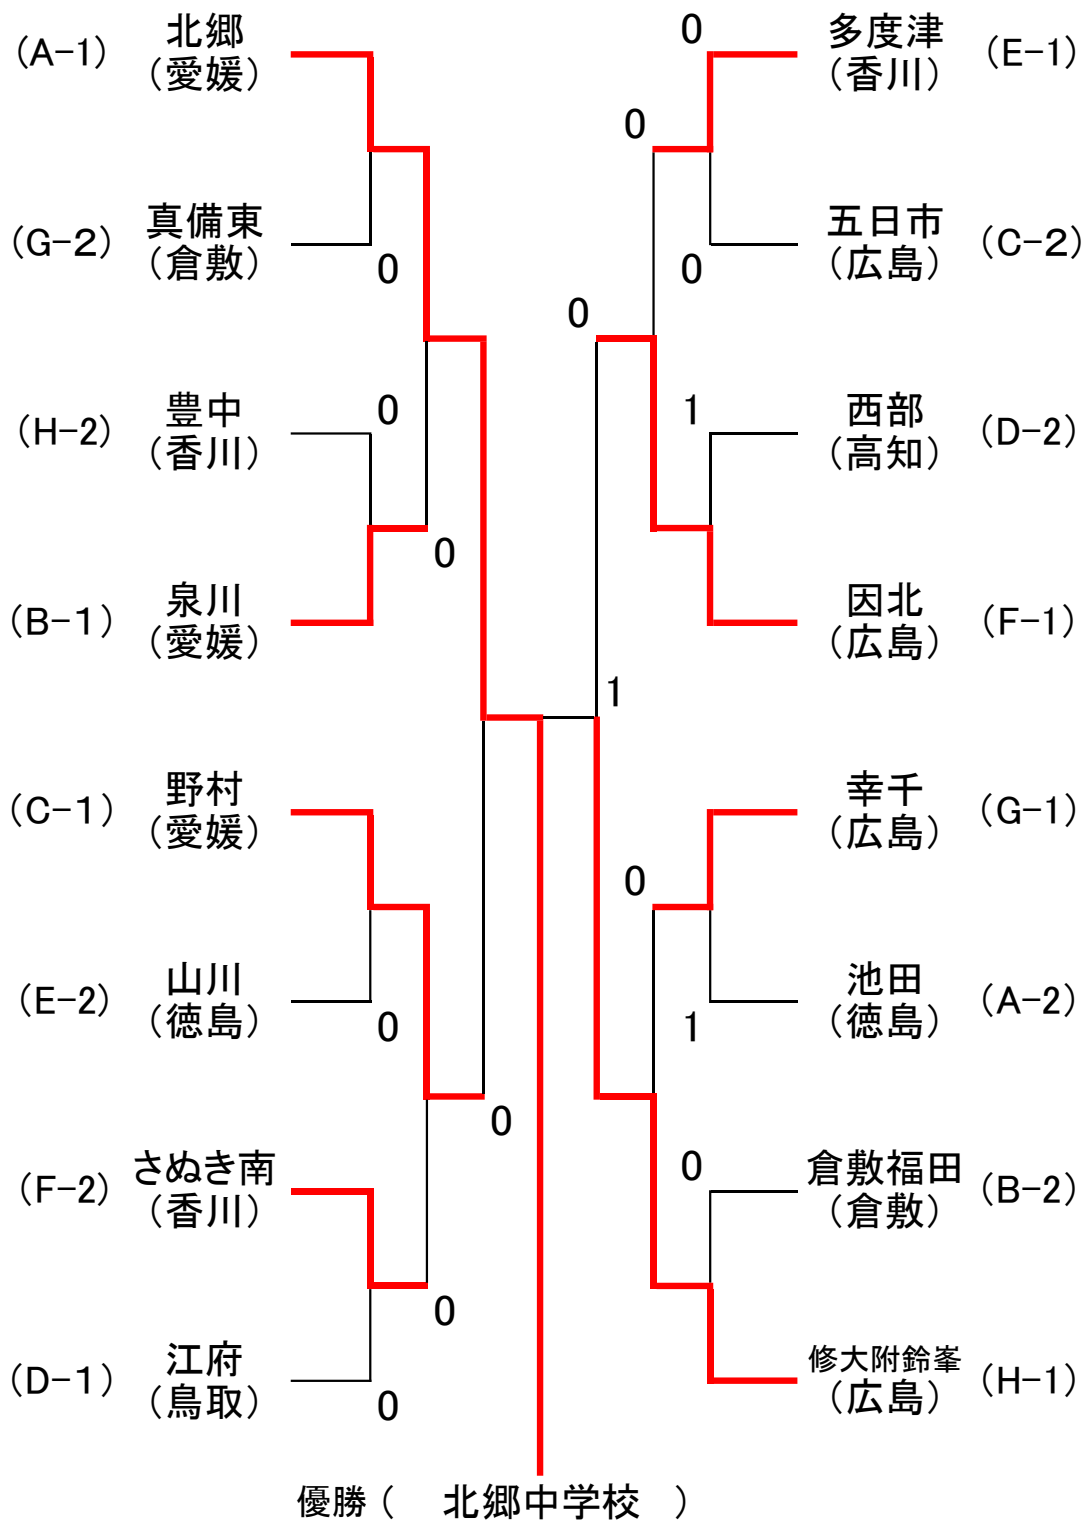 (A-1) 北郷
(愛媛)
(G-2) 真備東
(倉敷)
0
(H-2) 豊中
(香川)
0
(B-1) 泉川
(愛媛)
0
(C-1) 野村
(愛媛)
(E-2) 山川
(徳島)
0
(F-2) さぬき南
(香川)
0
(D-1) 江府
(鳥取)
0
0
0
多度津 (E-1)
(香川)
0
五日市 (C-2)
(広島)
0
0
西部 (D-2)
(高知)
1
因北 (F-1)
(広島)
1
幸千 (G-1)
(広島)
0
池田 (A-2)
(徳島)
1
倉敷福田 (B-2)
(倉敷)
0
修大附鈴峯 (H-1)
(広島)
優勝 ( 北郷中学校 )